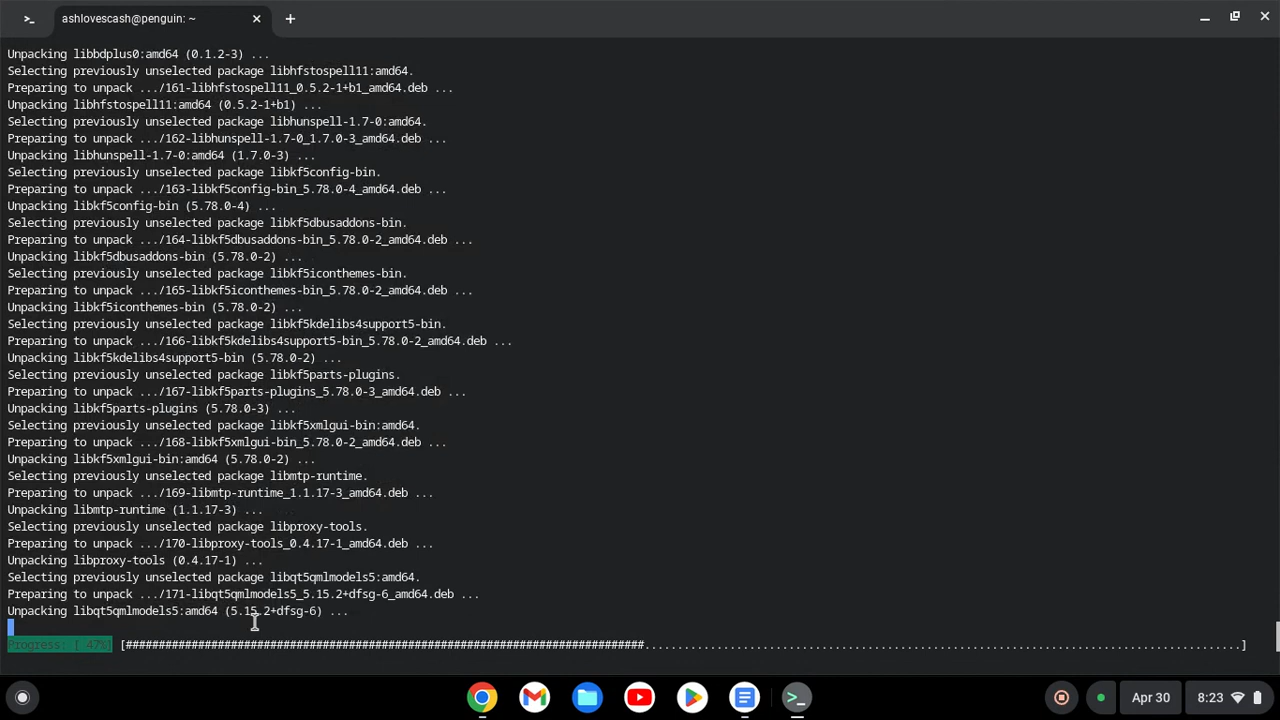 ashlovescash@penguin: ~
Unpacking libbdplus0:amd64 (0.1.2-3) ...
Selecting previously unselected package libhfstospell11:amd64.
Preparing to unpack .../161-libhfstospell11_0.5.2-1+b1_amd64.deb ...
Unpacking libhfstospell11:amd64 (0.5.2-1+b1) ...
Selecting previously unselected package libhunspell-1.7-0:amd64.
Preparing to unpack .../162-libhunspell-1.7-0_1.7.0-3_amd64.deb ...
Unpacking libhunspell-1.7-0:amd64 (1.7.0-3) ...
Selecting previously unselected package libkf5config-bin.
Preparing to unpack .../163-libkf5config-bin_5.78.0-4_amd64.deb ...
Unpacking libkf5config-bin (5.78.0-4) ...
Selecting previously unselected package libkf5dbusaddons-bin.
Preparing to unpack .../164-libkf5dbusaddons-bin_5.78.0-2_amd64.deb ...
Unpacking libkf5dbusaddons-bin (5.78.0-2) ...
Selecting previously unselected package libkf5iconthemes-bin.
Preparing to unpack .../165-libkf5iconthemes-bin_5.78.0-2_amd64.deb ...
Unpacking libkf5iconthemes-bin (5.78.0-2) ...
Selecting previously unselected package libkf5kdelibs4support5-bin.
Preparing to unpack .../166-libkf5kdelibs4support5-bin_5.78.0-2_amd64.deb ...
Unpacking libkf5kdelibs4support5-bin (5.78.0-2) ...
Selecting previously unselected package libkf5parts-plugins.
Preparing to unpack .../167-libkf5parts-plugins_5.78.0-3_amd64.deb ...
Unpacking libkf5parts-plugins (5.78.0-3) ...
Selecting previously unselected package libkf5xmlgui-bin:amd64.
Preparing to unpack .../168-libkf5xmlgui-bin_5.78.0-2_amd64.deb ...
Unpacking libkf5xmlgui-bin:amd64 (5.78.0-2) ...
Selecting previously unselected package libmtp-runtime.
Preparing to unpack .../169-libmtp-runtime_1.1.17-3_amd64.deb ...
Unpacking libmtp-runtime (1.1.17-3) ...
Selecting previously unselected package libproxy-tools.
Preparing to unpack .../170-libproxy-tools_0.4.17-1_amd64.deb ...
Unpacking libproxy-tools (0.4.17-1) ...
Selecting previously unselected package libqt5qmlmodels5:amd64.
Preparing to unpack .../171-libqt5qmlmodels5_5.15.2+dfsg-6_amd64.deb ...
Unpacking libqt5qmlmodels5:amd64 (5.15.2+dfsg-6) ...
Progress: [ 47%] [###############################################################################...........................................................................................]
Apr 30 8:23